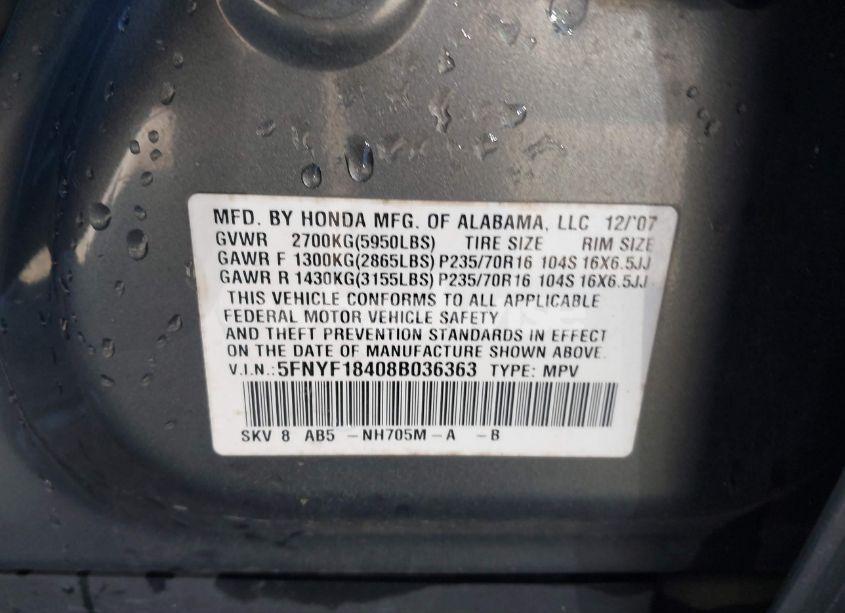 MFD. BY HONDA MFG. OF ALABAMA, LLC 12/'07
GVWR 2700KG(5950LBS) TIRE SIZE RIM SIZE
GAWR F 1300KG(2865LBS) P235/70R16 104S 16X6.5JJ
GAWR R 1430KG(3155LBS) P235/70R16 104S 16X6.5JJ
THIS VEHICLE CONFORMS TO ALL APPLICABLE
FEDERAL MOTOR VEHICLE SAFETY
AND THEFT PREVENTION STANDARDS IN EFFECT
ON THE DATE OF MANUFACTURE SHOWN ABOVE.
V.I.N.: 5FNYF18408B036363 TYPE: MPV
SKV 8 AB5 -NH705M-A -B